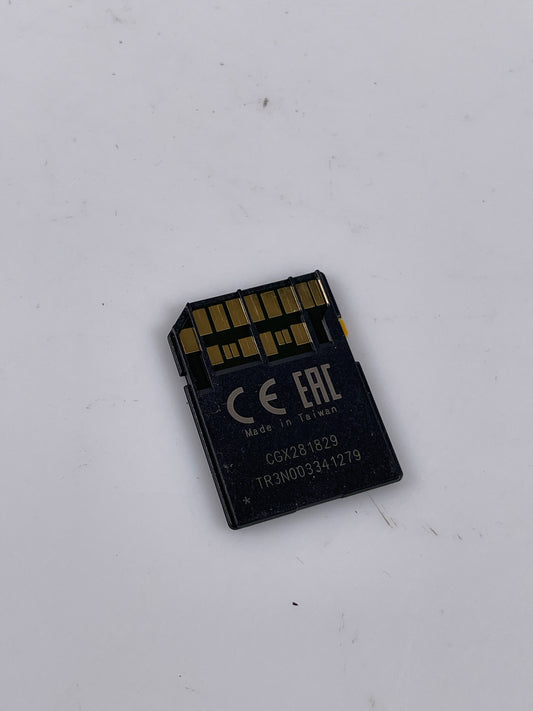 CE EAC
Made in Taiwan
CGX281829
TR3N003341279
*